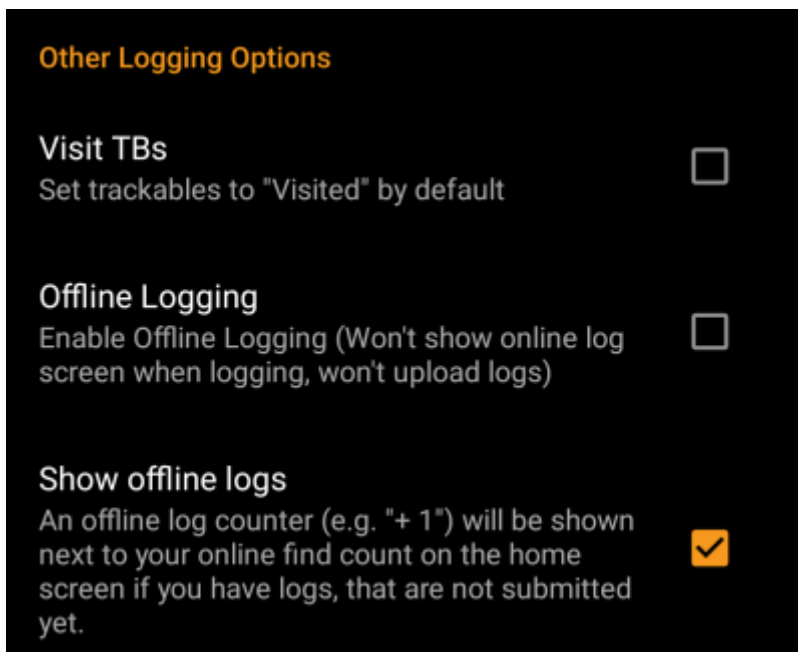 Other Logging Options
Visit TBs
Set trackables to "Visited" by default
Offline Logging
Enable Offline Logging (Won't show online log
screen when logging, won't upload logs)
Show offline logs
An offline log counter (e.g. "+ 1") will be shown
next to your online find count on the home
screen if you have logs, that are not submitted
yet.